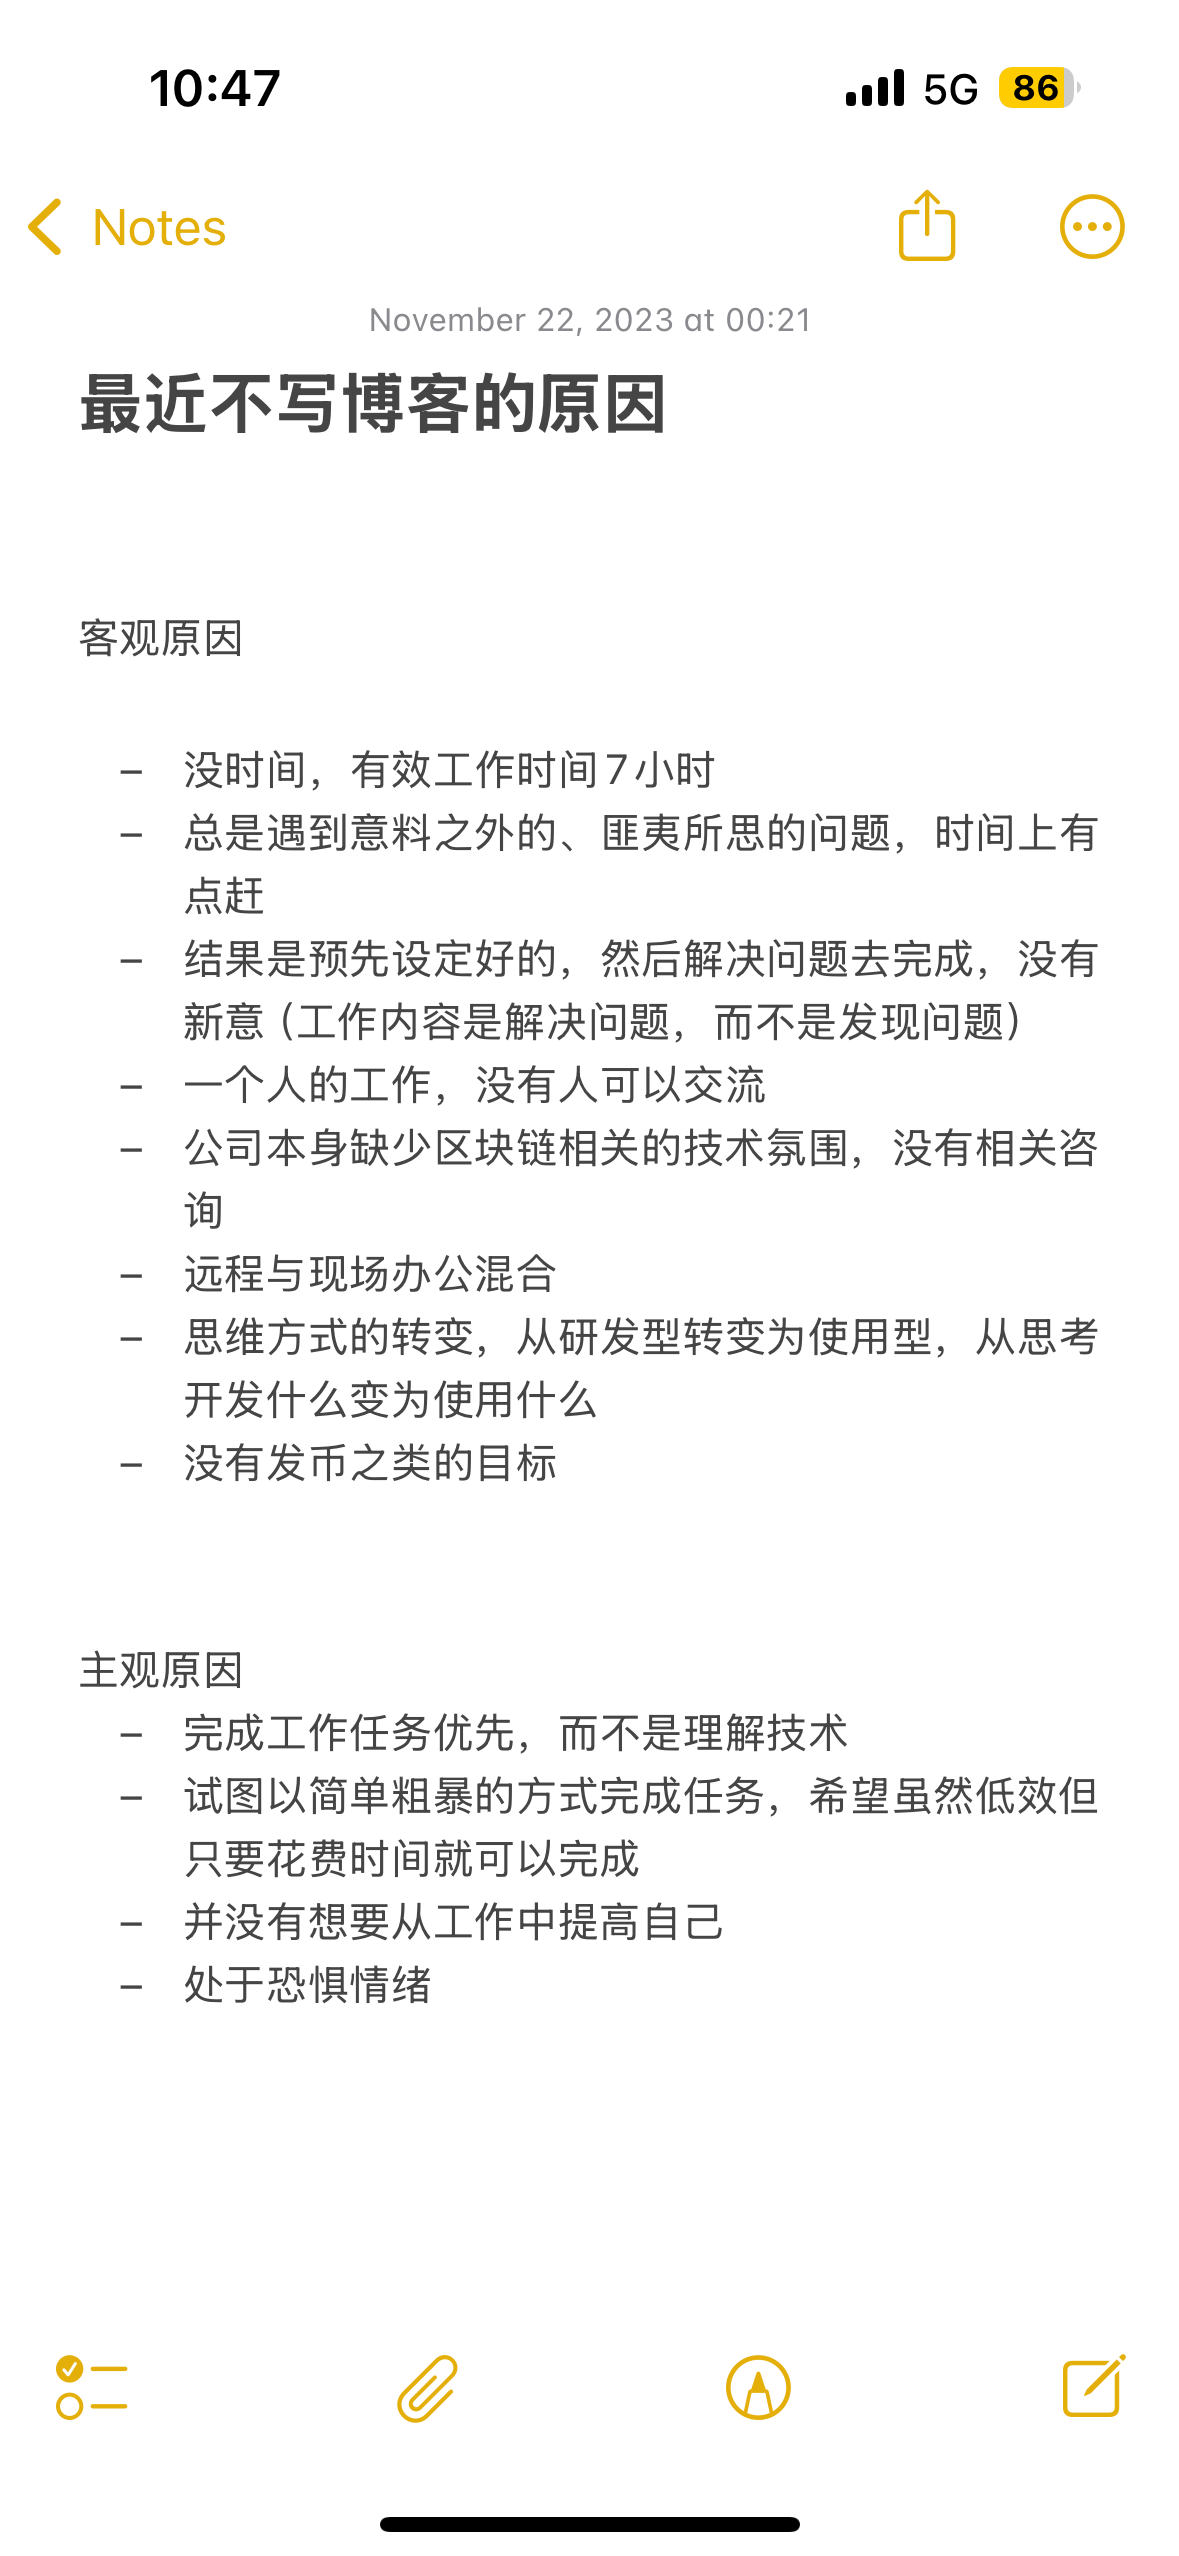 10:47
5G 86
Notes
November 22, 2023 at 00:21
最近不写博客的原因
客观原因
– 没时间，有效工作时间7小时
– 总是遇到意料之外的、匪夷所思的问题，时间上有
点赶
– 结果是预先设定好的，然后解决问题去完成，没有
新意（工作内容是解决问题，而不是发现问题）
– 一个人的工作，没有人可以交流
– 公司本身缺少区块链相关的技术氛围，没有相关咨
询
– 远程与现场办公混合
– 思维方式的转变，从研发型转变为使用型，从思考
开发什么变为使用什么
– 没有发币之类的目标
主观原因
– 完成工作任务优先，而不是理解技术
– 试图以简单粗暴的方式完成任务，希望虽然低效但
只要花费时间就可以完成
– 并没有想要从工作中提高自己
– 处于恐惧情绪